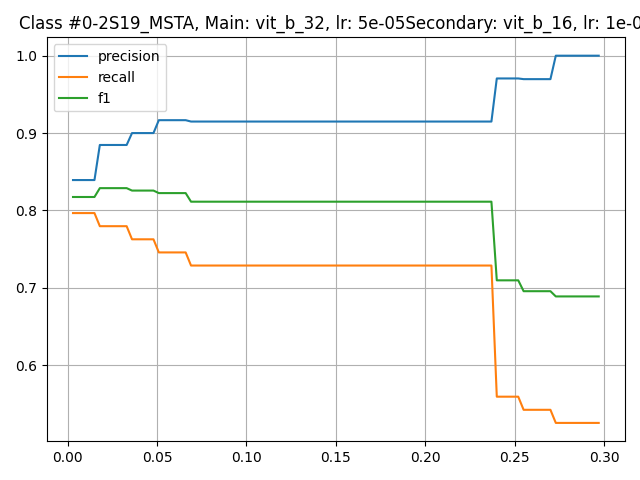 Class #0-2S19_MSTA, Main: vit_b_32, lr: 5e-05Secondary: vit_b_16, lr: 1e-0
precision
recall
f1
1.0
0.9
0.8
0.7
0.6
0.00 0.05 0.10 0.15 0.20 0.25 0.30